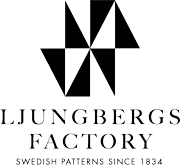 LJUNGBERGS
FACTORY
SWEDISH PATTERNS SINCE 1834